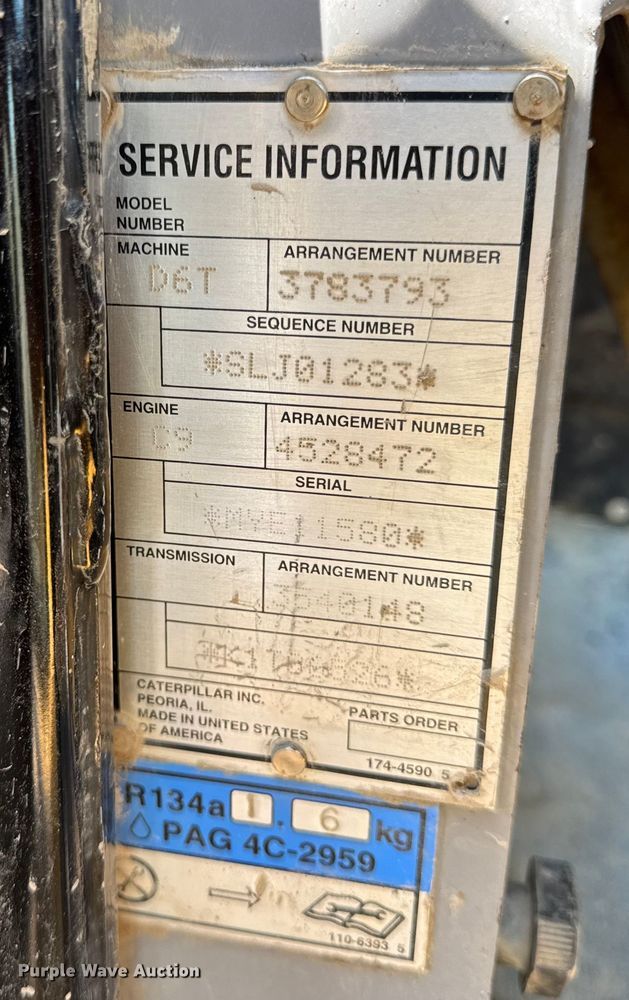 SERVICE INFORMATION
MODEL
NUMBER
MACHINE
ARRANGEMENT NUMBER
D6T
3783793
SEQUENCE NUMBER
*SLJ01283*
ENGINE
ARRANGEMENT NUMBER
C9
4528472
SERIAL
*MYE11580*
TRANSMISSION
ARRANGEMENT NUMBER
CATERPILLAR INC.
PEORIA, IL.
MADE IN UNITED STATES
OF AMERICA
PARTS ORDER
174-4590 5
R134a 1.6 kg
PAG 4C-2959
110-6393 5
Purple Wave Auction